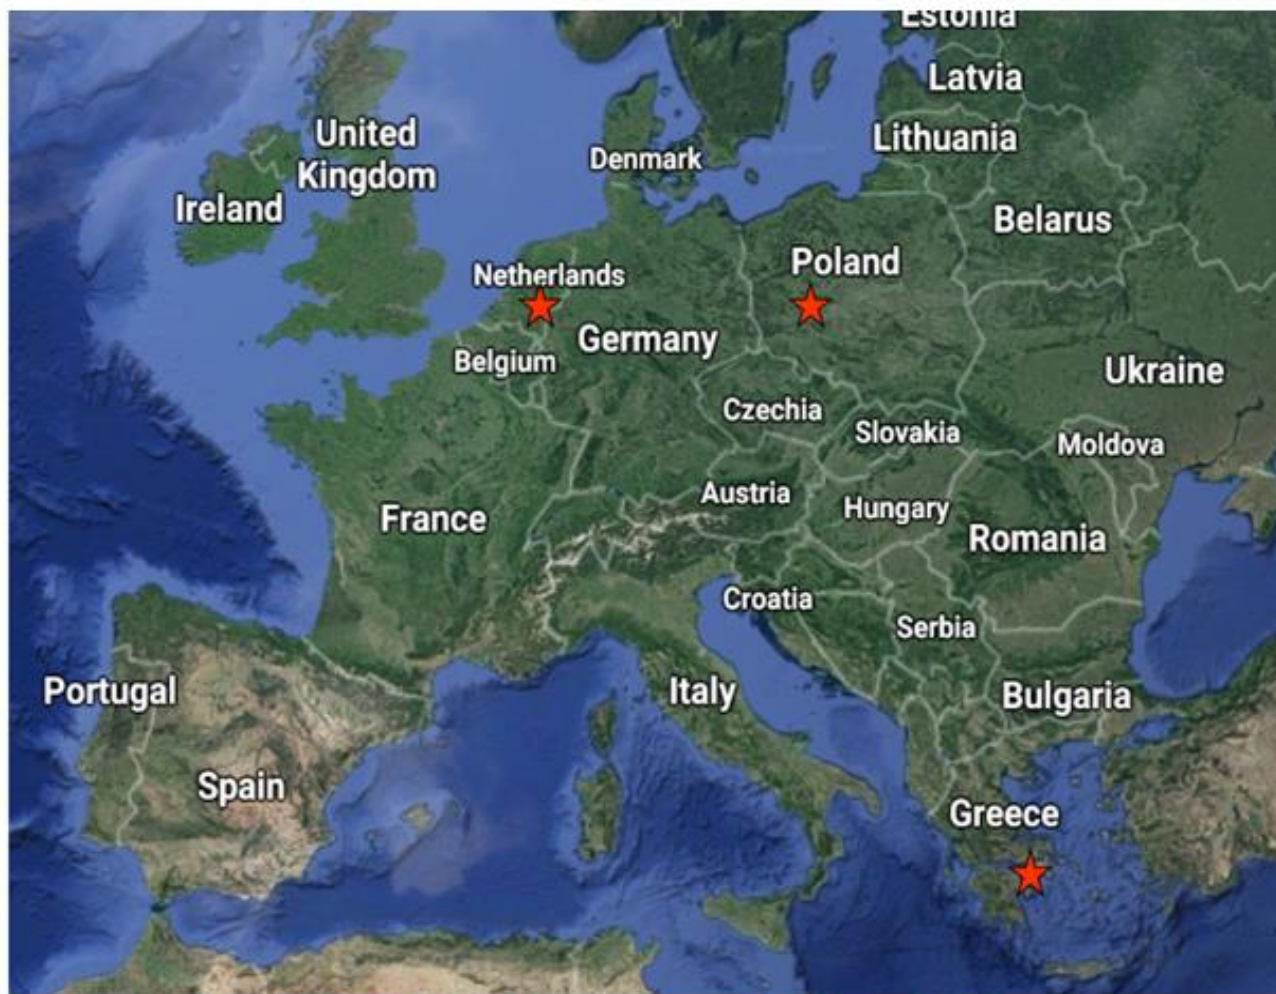 Estonia
Latvia
United
Kingdom
Lithuania
Denmark
Ireland
Belarus
Poland
Netherlands
Germany
Belgium
Ukraine
Czechia
Slovakia
Moldova
Austria
Hungary
France
Romania
Croatia
Serbia
Portugal
Italy
Bulgaria
Spain
Greece